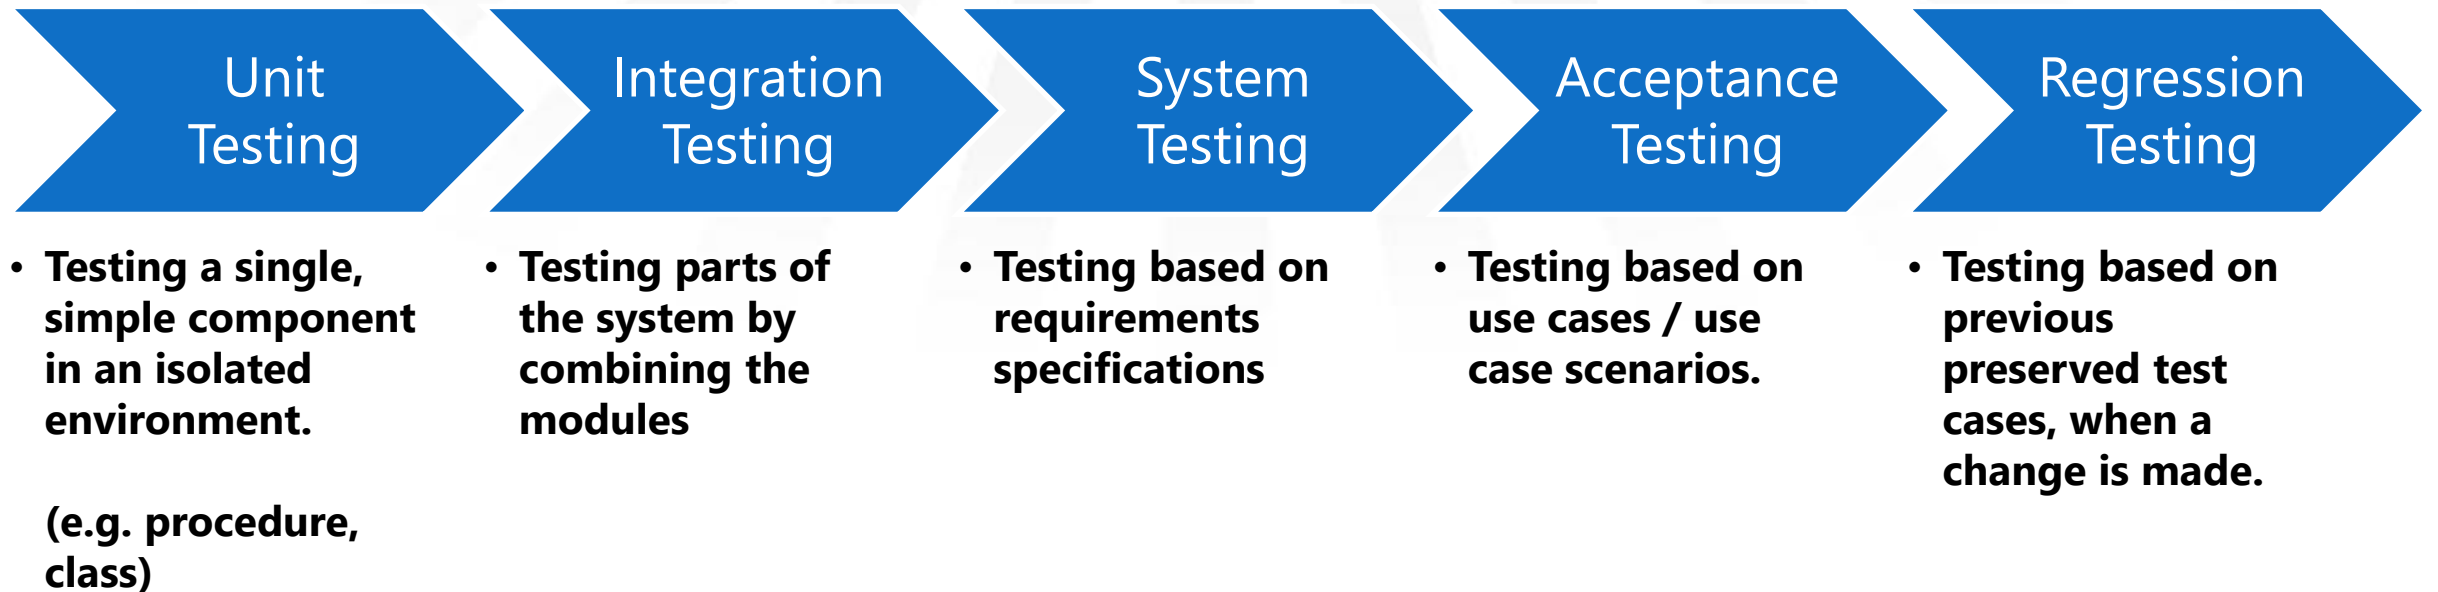 Unit
Testing
Integration
Testing
System
Testing
Acceptance
Testing
Regression
Testing
• Testing a single,
simple component
in an isolated
environment.
(e.g. procedure,
class)
• Testing parts of
the system by
combining the
modules
• Testing based on
requirements
specifications
• Testing based on
use cases / use
case scenarios.
• Testing based on
previous
preserved test
cases, when a
change is made.